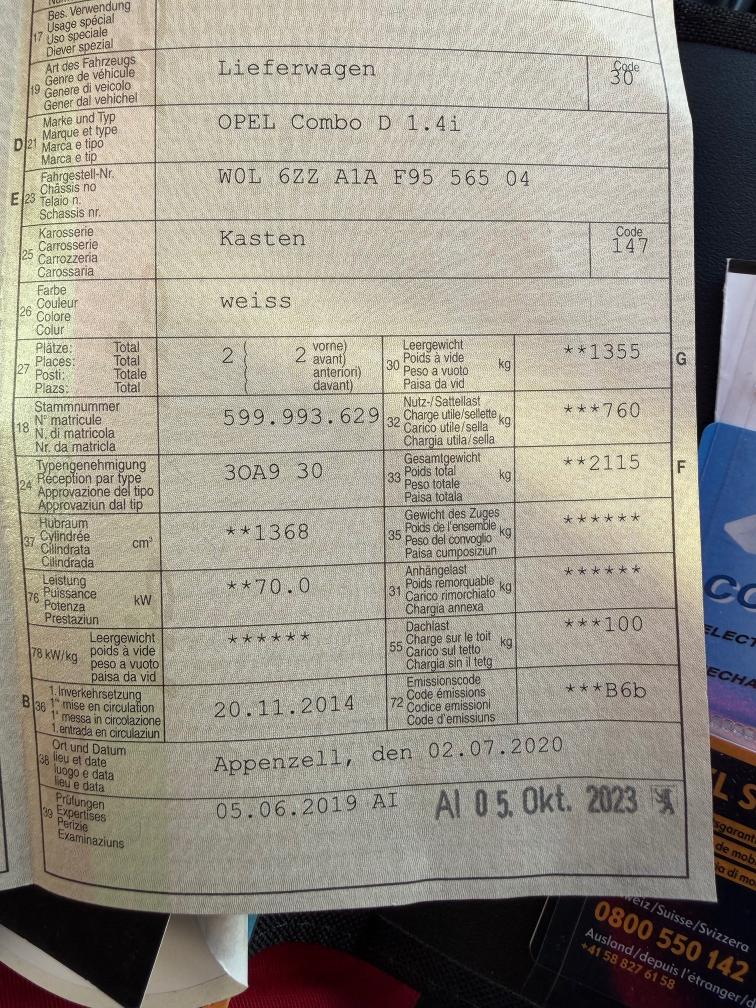 Bes. Verwendung
Usage spécial
17 Uso speciale
Diever spezial
Art des Fahrzeugs
Genre de véhicule
19 Genere di veicolo
Gener dal vehichel
Lieferwagen
Code
30
Marke und Typ
D 21 Marque et type
Marca e tipo
Marca e tip
OPEL Combo D 1.4i
Fahrgestell-Nr.
Châssis no
E 23 Telaio n.
Schassis nr.
W0L 6ZZ A1A F95 565 04
Karosserie
Carrosserie
25 Carrozzeria
Carossaria
Kasten
Code
147
Farbe
26 Couleur
Colore
Colur
weiss
Plätze: Total
Places: Total
27 Posti: Totale
Plazs: Total
2 ( 2 vorne)
avant)
anteriori)
davant)
Leergewicht
30 Poids à vide kg
Peso a vuoto
Paisa da vid
**1355
G
Stammnummer
18 N° matricule
N. di matricola
Nr. da matricla
599.993.629
Nutz-/Sattellast
32 Charge utile/sellette kg
Carico utile/sella
Chargia utila/sella
***760
Typengenehmigung
24 Réception par type
Approvazione del tipo
Approvaziun dal tip
3OA9 30
Gesamtgewicht
33 Poids total kg
Peso totale
Paisa totala
**2115
F
Hubraum
37 Cylindrée cm³
Cilindrata
Cilindrada
**1368
Gewicht des Zuges
35 Poids de l'ensemble kg
Peso del convoglio
Paisa cumposiziun
******
Leistung
76 Puissance kW
Potenza
Prestaziun
**70.0
Anhängelast
31 Poids remorquable kg
Carico rimorchiato
Chargia annexa
******
Leergewicht
78 kW/kg poids à vide
peso a vuoto
paisa da vid
******
Dachlast
55 Charge sur le toit kg
Carico sul tetto
Chargia sin il tetg
***100
1. Inverkehrsetzung
B 36 1re mise en circulation
1a messa in circolazione
1. entrada en circulaziun
20.11.2014
Emissionscode
72 Code émissions
Codice emissioni
Code d'emissiuns
***B6b
Ort und Datum
38 lieu et date
luogo e data
lieu e data
Appenzell, den 02.07.2020
Prüfungen
39 Expertises
Perizie
Examinaziuns
05.06.2019 AI
AI 05. Okt. 2023
0800 550 142
Ausland/depuis l'étranger/
+41 58 827 61 58
/Suisse/Svizzera